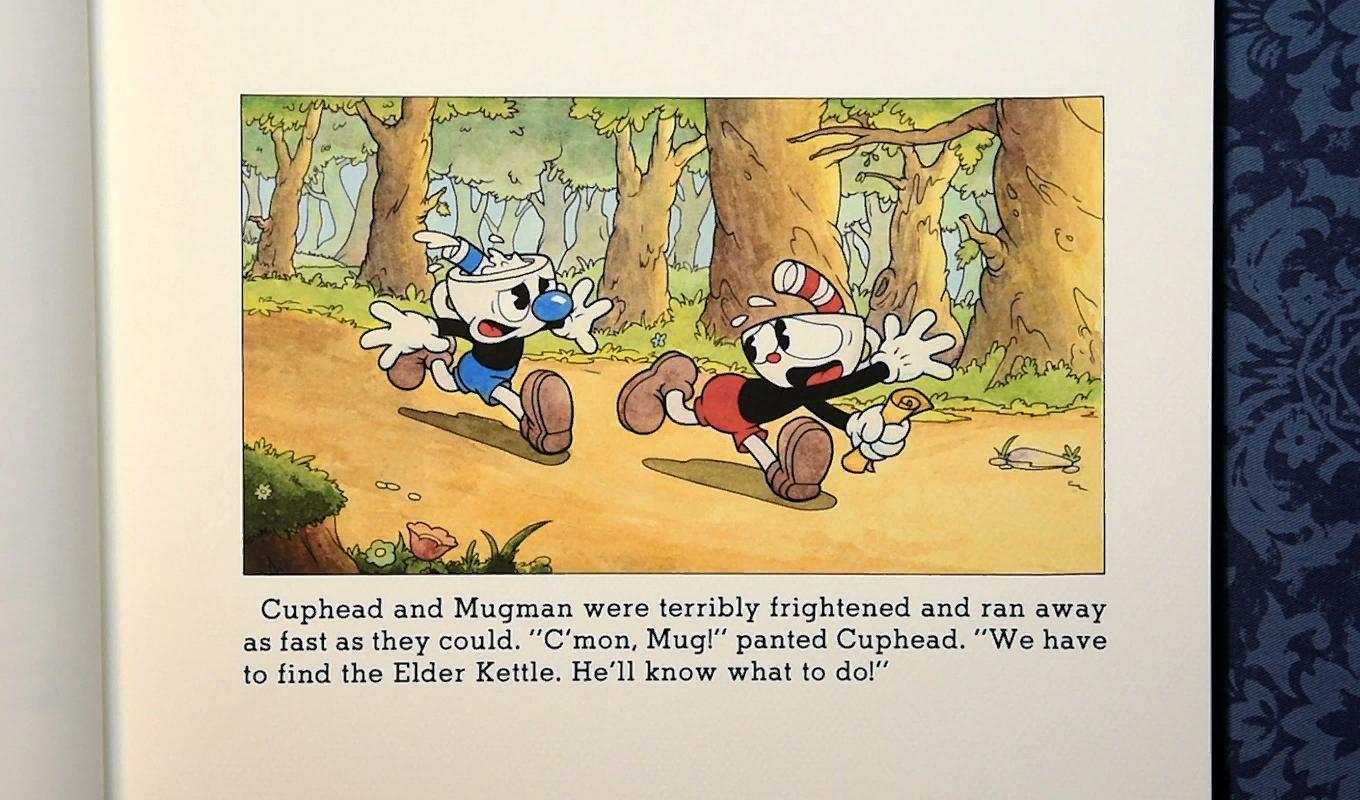 Cuphead and Mugman were terribly frightened and ran away
as fast as they could. "C'mon, Mug!" panted Cuphead. "We have
to find the Elder Kettle. He'll know what to do!"